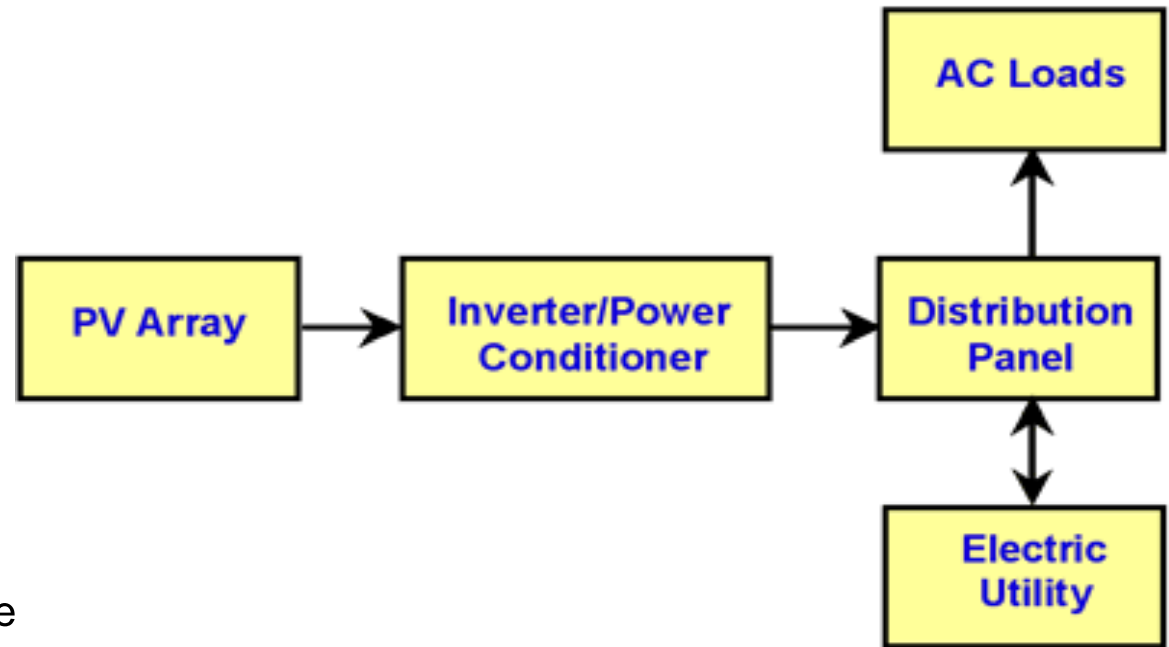 AC Loads
PV Array
Inverter/Power
Conditioner
Distribution
Panel
Electric
Utility
e